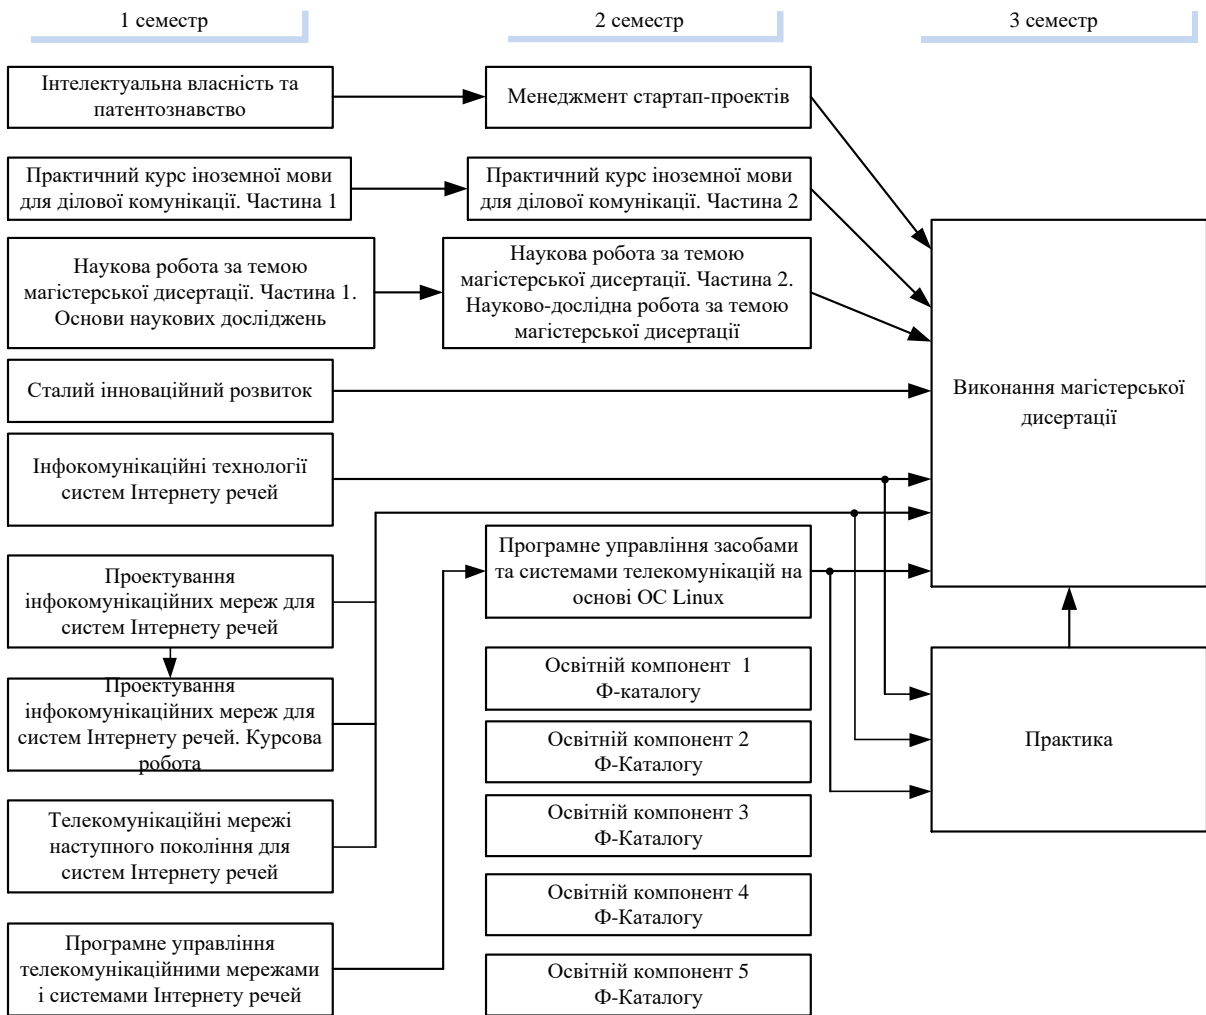 1 семестр
2 семестр
3 семестр
Інтелектуальна власність та
патентознавство
Менеджмент стартап-проектів
Практичний курс іноземної мови
для ділової комунікації. Частина 1
Практичний курс іноземної мови
для ділової комунікації. Частина 2
Наукова робота за темою
магістерської дисертації. Частина 1.
Основи наукових досліджень
Наукова робота за темою
магістерської дисертації. Частина 2.
Науково-дослідна робота за темою
магістерської дисертації
Сталий інноваційний розвиток
Виконання магістерської
дисертації
Інфокомунікаційні технології
систем Інтернету речей
Проектування
інфокомунікаційних мереж для
систем Інтернету речей
Програмне управління засобами
та системами телекомунікацій на
основі ОС Linux
Проектування
інфокомунікаційних мереж для
систем Інтернету речей. Курсова
робота
Освітній компонент 1
Ф-каталогу
Освітній компонент 2
Ф-Каталогу
Практика
Телекомунікаційні мережі
наступного покоління для
систем Інтернету речей
Освітній компонент 3
Ф-Каталогу
Освітній компонент 4
Ф-Каталогу
Програмне управління
телекомунікаційними мережами
і системами Інтернету речей
Освітній компонент 5
Ф-Каталогу